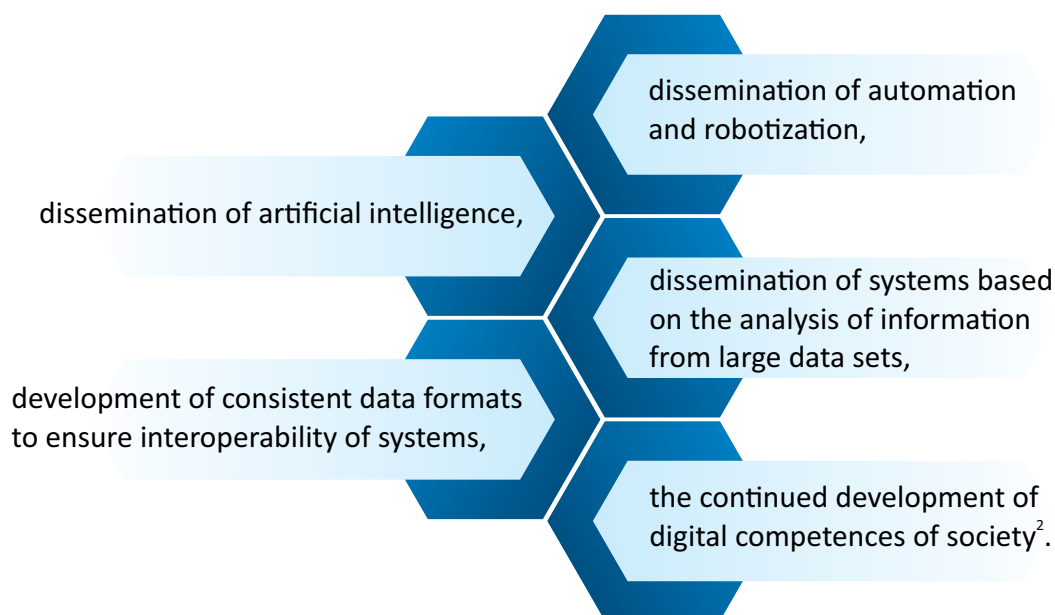 dissemination of automation
and robotization,
dissemination of artificial intelligence,
dissemination of systems based
on the analysis of information
from large data sets,
development of consistent data formats
to ensure interoperability of systems,
the continued development of
digital competences of society².